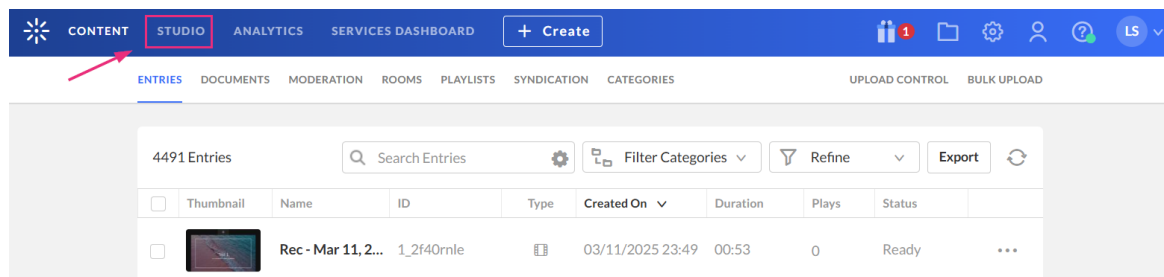 CONTENT STUDIO ANALYTICS SERVICES DASHBOARD + Create 1 LS
ENTRIES DOCUMENTS MODERATION ROOMS PLAYLISTS SYNDICATION CATEGORIES UPLOAD CONTROL BULK UPLOAD
4491 Entries Search Entries Filter Categories Refine Export
Thumbnail Name ID Type Created On Duration Plays Status
Rec - Mar 11, 2... 1_2f40rnle 03/11/2025 23:49 00:53 0 Ready